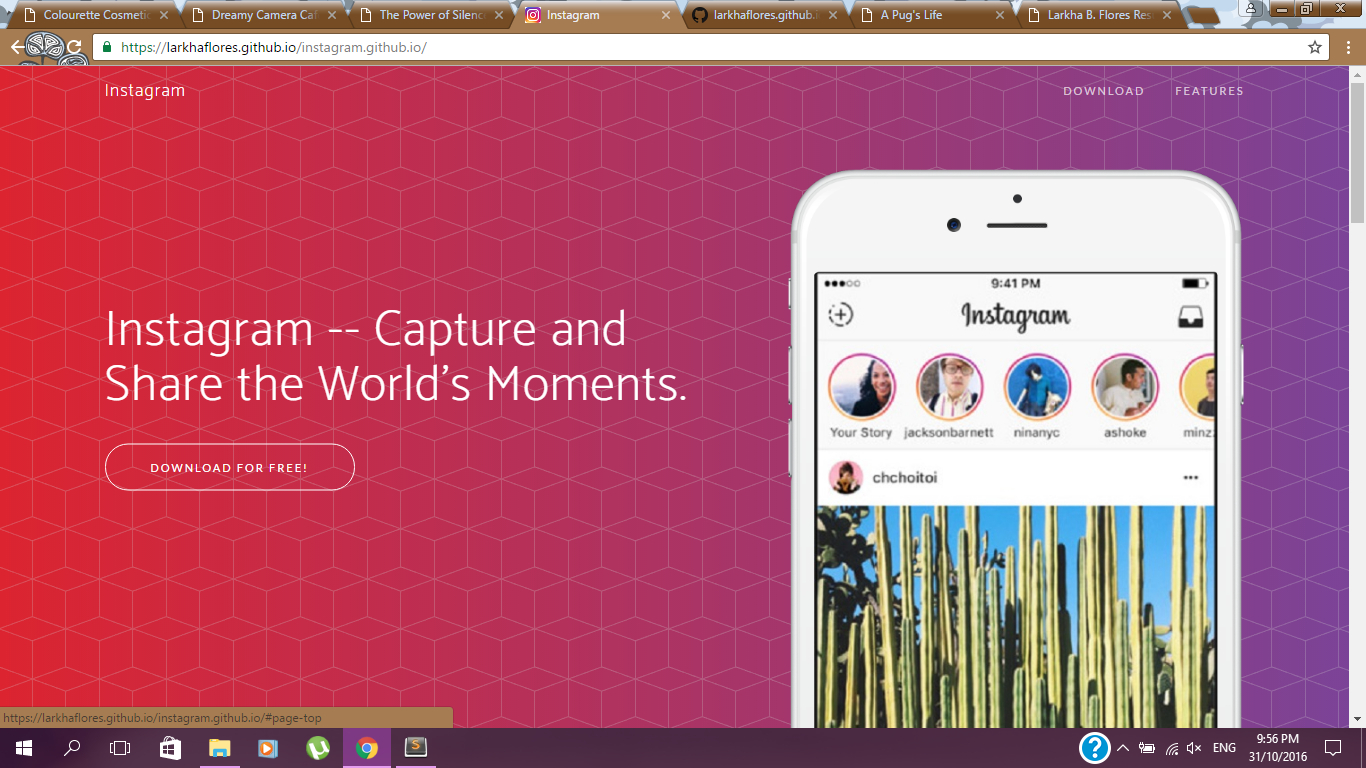 Colourette Cosmetic
Dreamy Camera Caf
The Power of Silenc
Instagram
larkhaflores.github.i
A Pug's Life
Larkha B. Flores Res
https://larkhaflores.github.io/instagram.github.io/
Instagram
DOWNLOAD
FEATURES
Instagram -- Capture and
Share the World's Moments.
DOWNLOAD FOR FREE!
9:41 PM
Instagram
Your Story
jacksonbarnett
ninanyc
ashoke
minz
chchoitoi
https://larkhaflores.github.io/instagram.github.io/#page-top
ENG
9:56 PM
31/10/2016